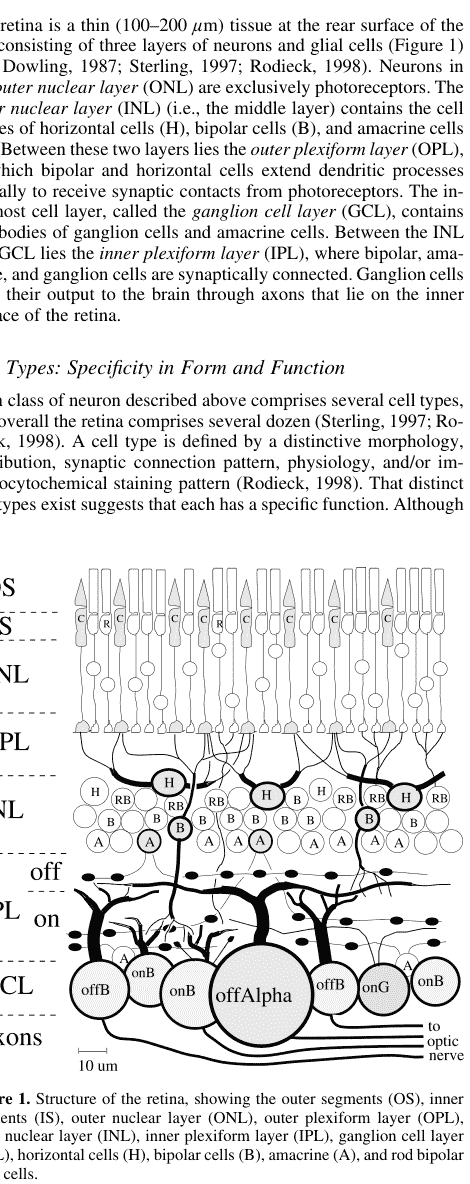 retina is a thin (100–200 μm) tissue at the rear surface of the
consisting of three layers of neurons and glial cells (Figure 1)
Dowling, 1987; Sterling, 1997; Rodieck, 1998). Neurons in
outer nuclear layer (ONL) are exclusively photoreceptors. The
r nuclear layer (INL) (i.e., the middle layer) contains the cell
es of horizontal cells (H), bipolar cells (B), and amacrine cells
Between these two layers lies the outer plexiform layer (OPL),
which bipolar and horizontal cells extend dendritic processes
ally to receive synaptic contacts from photoreceptors. The in-
most cell layer, called the ganglion cell layer (GCL), contains
bodies of ganglion cells and amacrine cells. Between the INL
GCL lies the inner plexiform layer (IPL), where bipolar, ama-
e, and ganglion cells are synaptically connected. Ganglion cells
their output to the brain through axons that lie on the inner
ace of the retina.
Types: Specificity in Form and Function
h class of neuron described above comprises several cell types,
overall the retina comprises several dozen (Sterling, 1997; Ro-
k, 1998). A cell type is defined by a distinctive morphology,
ribution, synaptic connection pattern, physiology, and/or im-
ocytochemical staining pattern (Rodieck, 1998). That distinct
types exist suggests that each has a specific function. Although
OS
S
C R C C C R C C C C C
NL
PL
H H H
H RB RB RB B H RB RB
NL
B B B B B B B B B
A A A A A A A
off
PL
on
A A
CL
offB onB onB offAlpha offB onG onB
xons
to
optic
nerve
10 um
re 1. Structure of the retina, showing the outer segments (OS), inner
ents (IS), outer nuclear layer (ONL), outer plexiform layer (OPL),
nuclear layer (INL), inner plexiform layer (IPL), ganglion cell layer
L), horizontal cells (H), bipolar cells (B), amacrine (A), and rod bipolar
cells.